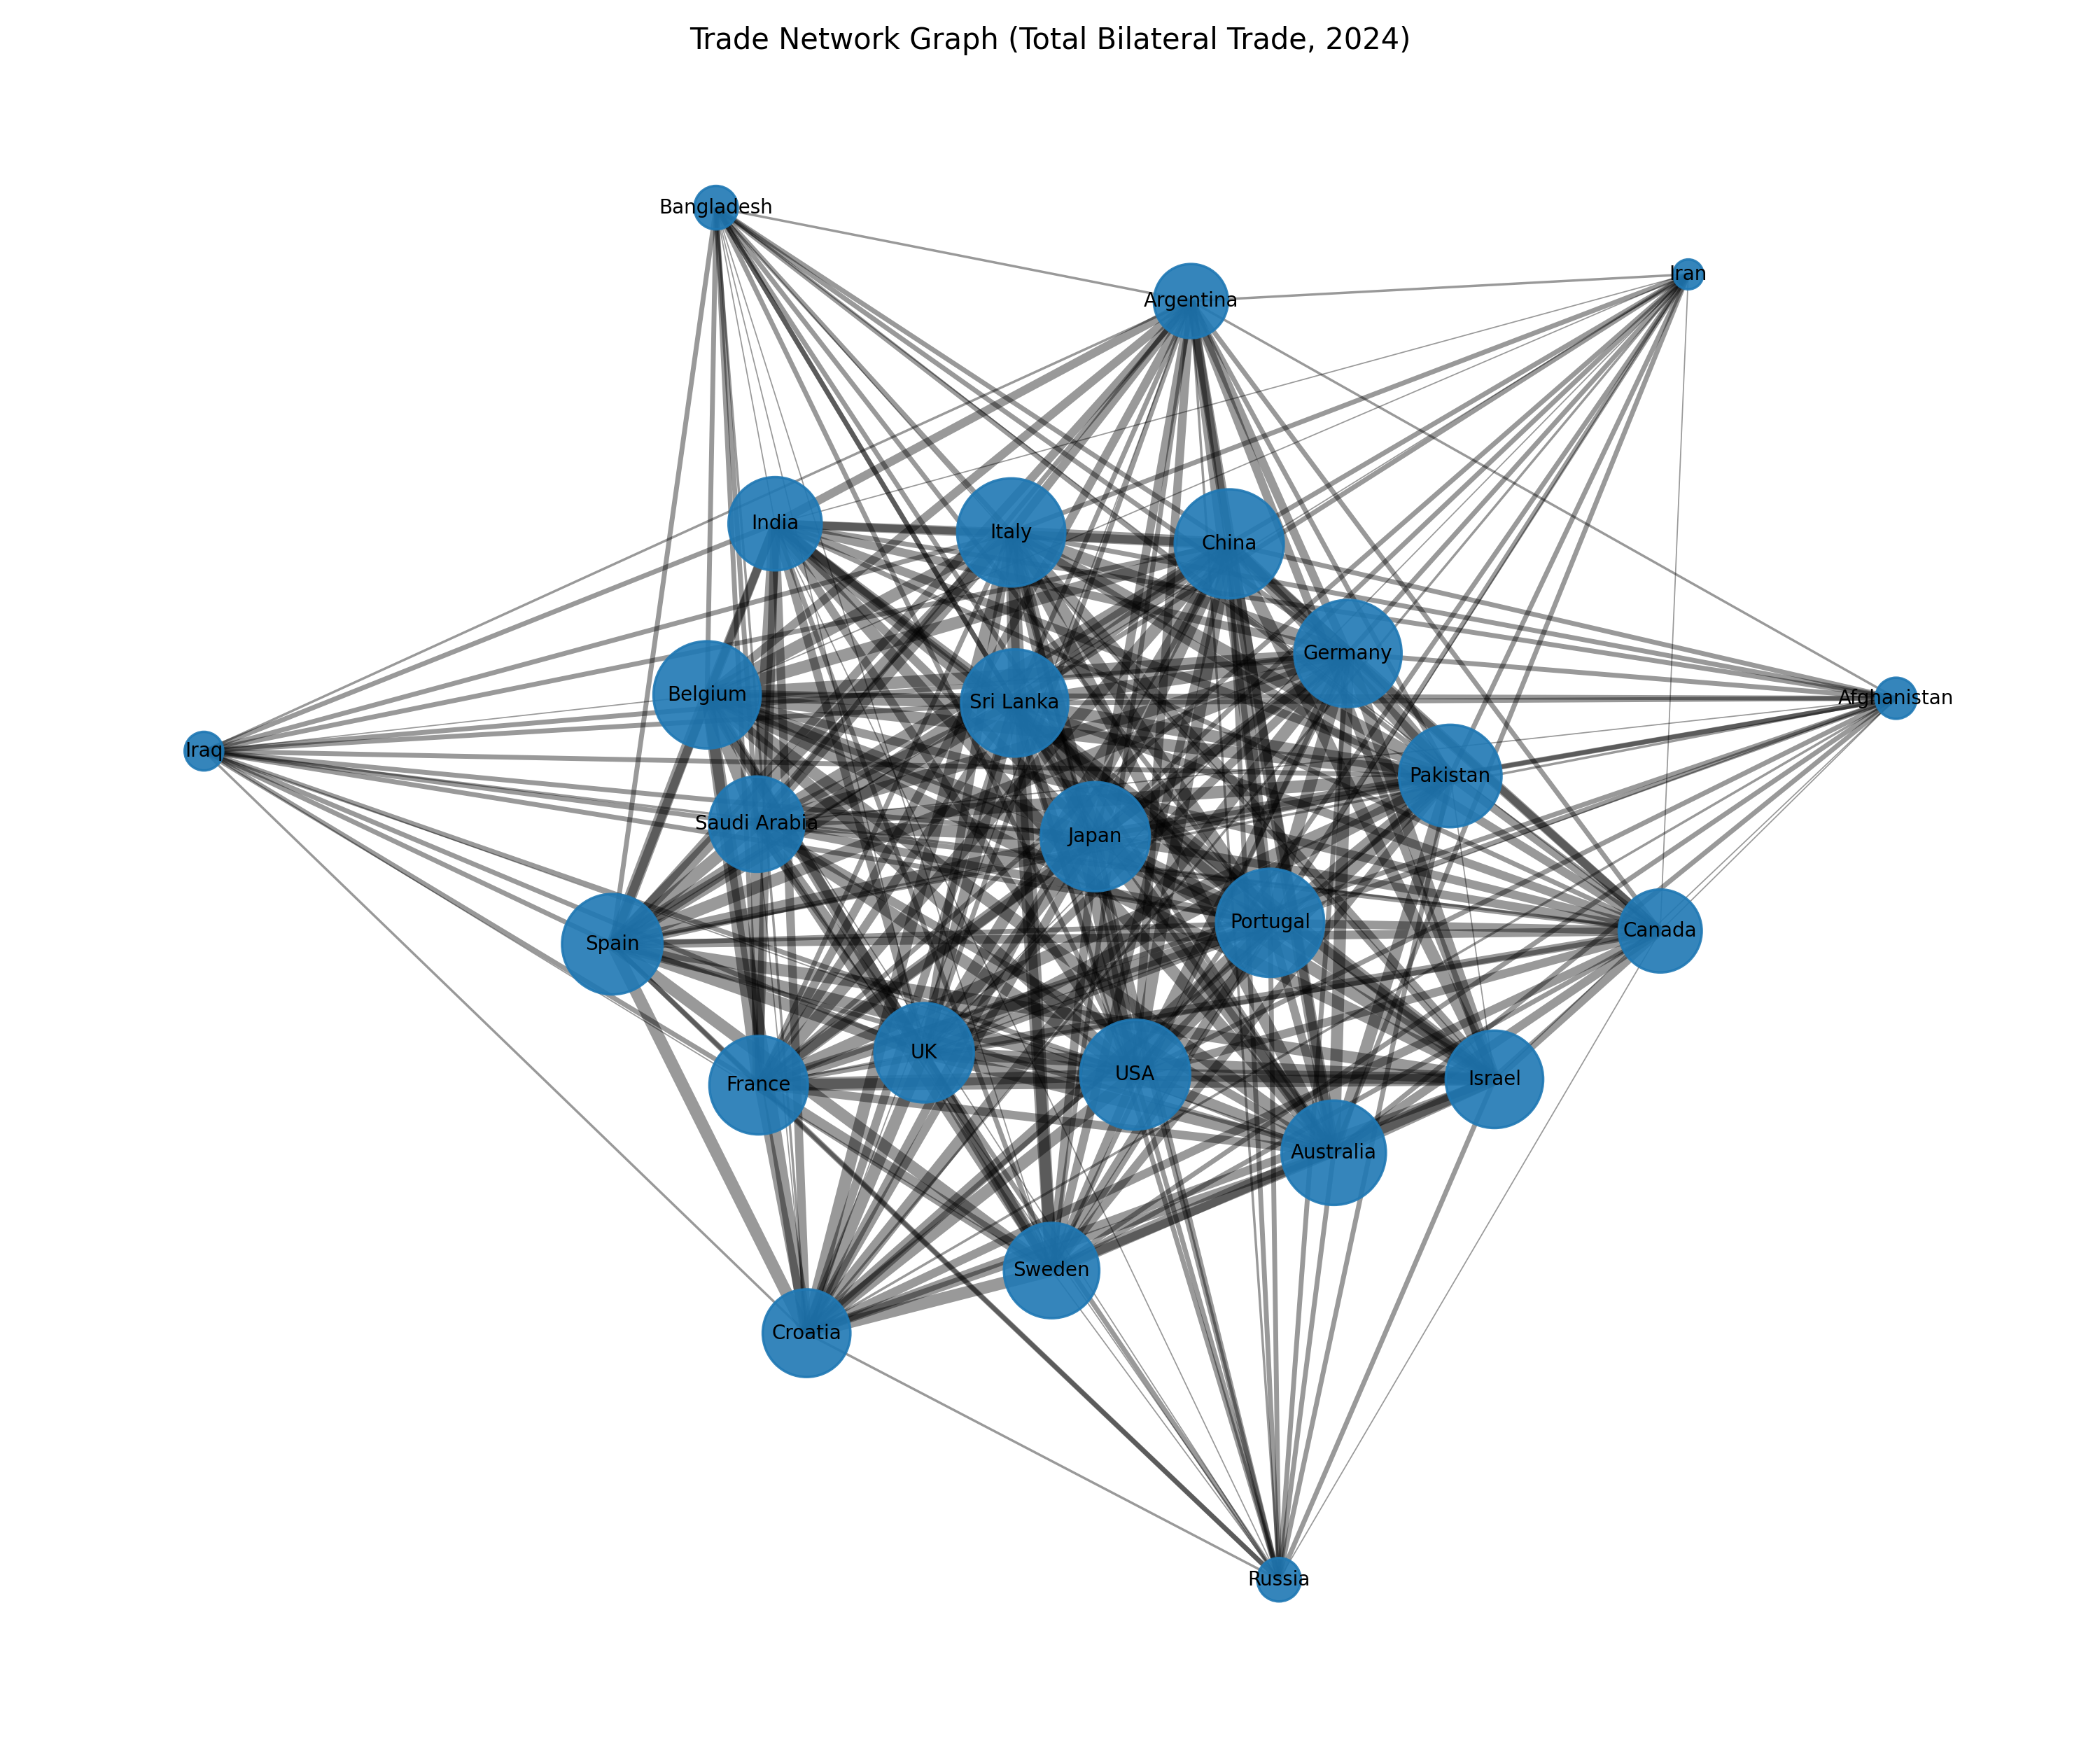 Trade Network Graph (Total Bilateral Trade, 2024)
Bangladesh
Iran
Argentina
India
Italy
China
Germany
Belgium
Sri Lanka
Afghanistan
Iraq
Pakistan
Saudi Arabia
Japan
Portugal
Canada
Spain
UK
USA
Israel
France
Australia
Sweden
Croatia
Russia